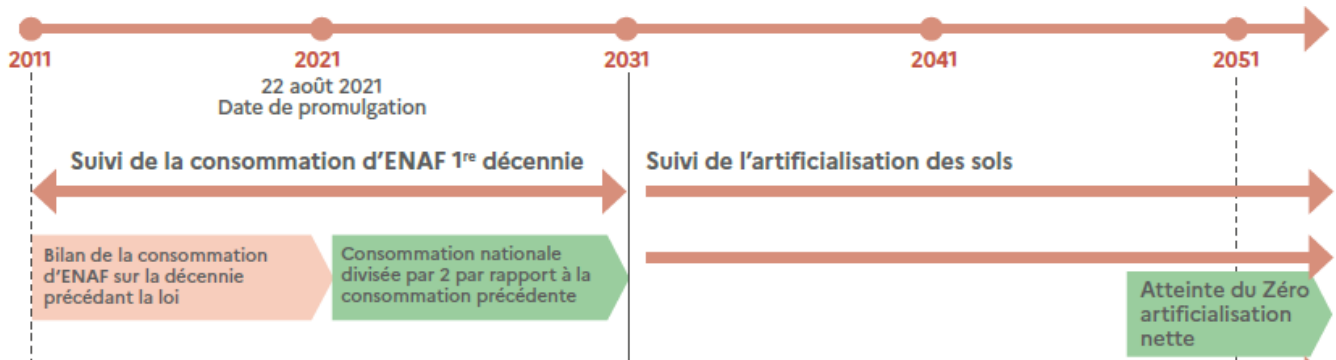 2011
2021
2031
2041
2051
22 août 2021
Date de promulgation
Suivi de la consommation d’ENAF 1re décennie
Suivi de l’artificialisation des sols
Bilan de la consommation
d’ENAF sur la décennie
précédant la loi
Consommation nationale
divisée par 2 par rapport à la
consommation précédente
Atteinte du Zéro
artificialisation
nette